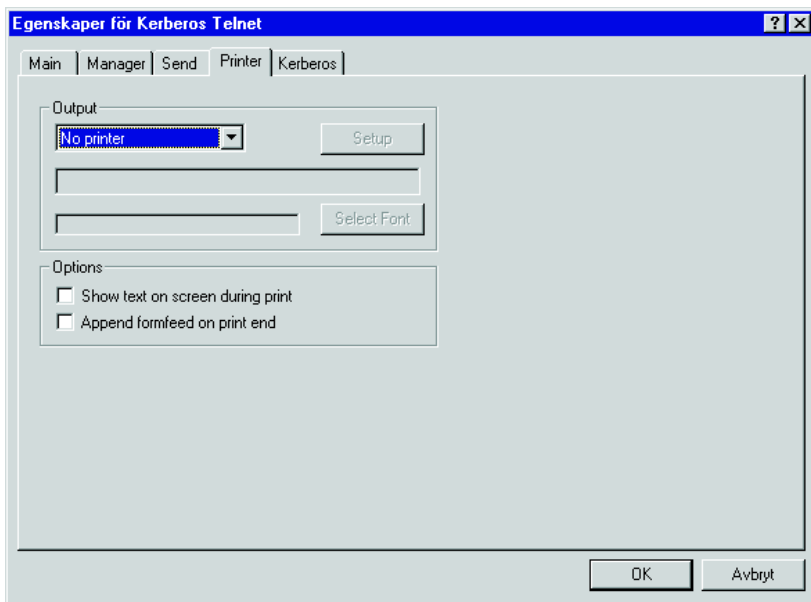 Egenskaper för Kerberos Telnet
Main Manager Send Printer Kerberos
Output
No printer Setup
Select Font
Options
Show text on screen during print
Append formfeed on print end
OK Avbryt